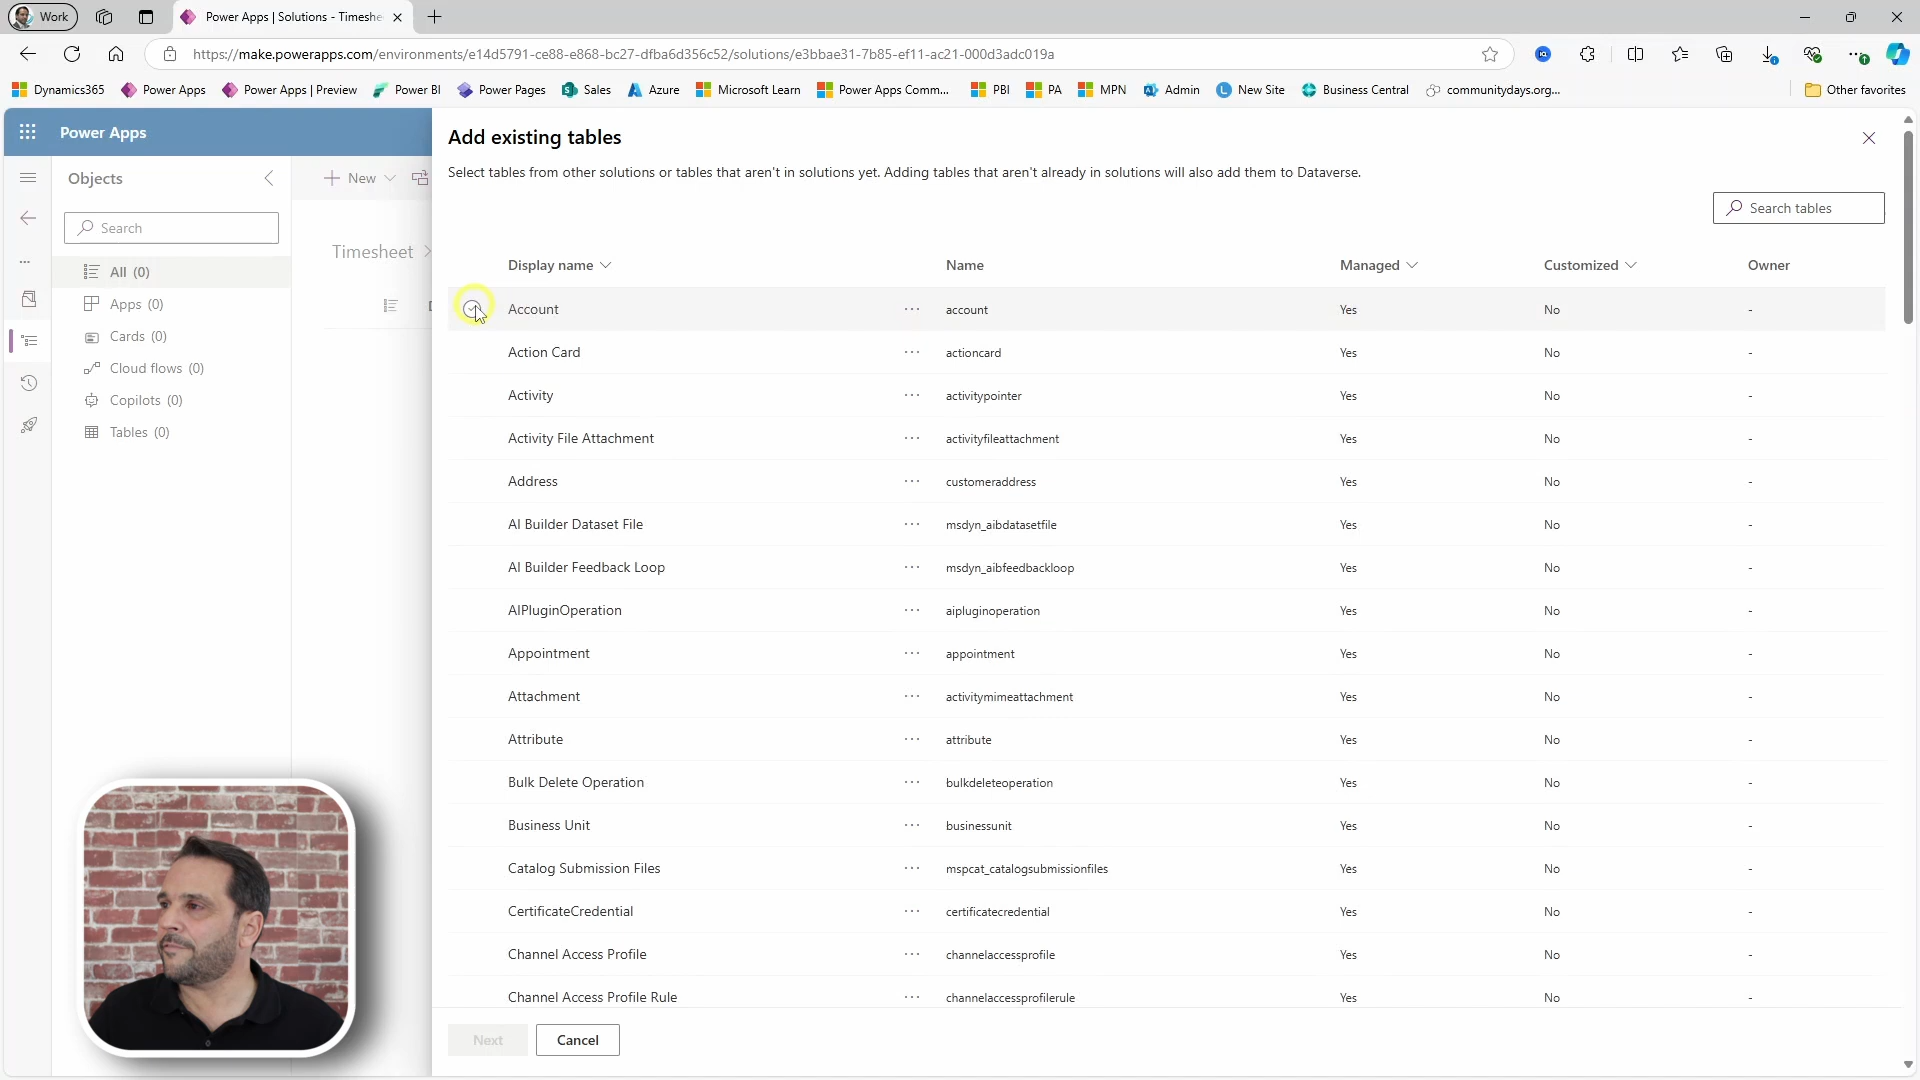 Work
Power Apps | Solutions - Timeshe
https://make.powerapps.com/environments/e14d5791-ce88-e868-bc27-dfba6d356c52/solutions/e3bbae31-7b85-ef11-ac21-000d3adc019a
Dynamics365
Power Apps
Power Apps | Preview
Power BI
Power Pages
Sales
Azure
Microsoft Learn
Power Apps Comm...
PBI
PA
MPN
Admin
New Site
Business Central
communitydays.org...
Other favorites
Power Apps
Objects
Search
All (0)
Apps (0)
Cards (0)
Cloud flows (0)
Copilots (0)
Tables (0)
New
Timesheet
Add existing tables
Select tables from other solutions or tables that aren't in solutions yet. Adding tables that aren't already in solutions will also add them to Dataverse.
Search tables
Display name Name Managed Customized Owner
Account ··· account Yes No -
Action Card ··· actioncard Yes No -
Activity ··· activitypointer Yes No -
Activity File Attachment ··· activityfileattachment Yes No -
Address ··· customeraddress Yes No -
AI Builder Dataset File ··· msdyn_aibdatasetfile Yes No -
AI Builder Feedback Loop ··· msdyn_aibfeedbackloop Yes No -
AIPluginOperation ··· aipluginoperation Yes No -
Appointment ··· appointment Yes No -
Attachment ··· activitymimeattachment Yes No -
Attribute ··· attribute Yes No -
Bulk Delete Operation ··· bulkdeleteoperation Yes No -
Business Unit ··· businessunit Yes No -
Catalog Submission Files ··· mspcat_catalogsubmissionfiles Yes No -
CertificateCredential ··· certificatecredential Yes No -
Channel Access Profile ··· channelaccessprofile Yes No -
Channel Access Profile Rule ··· channelaccessprofilerule Yes No -
Next
Cancel